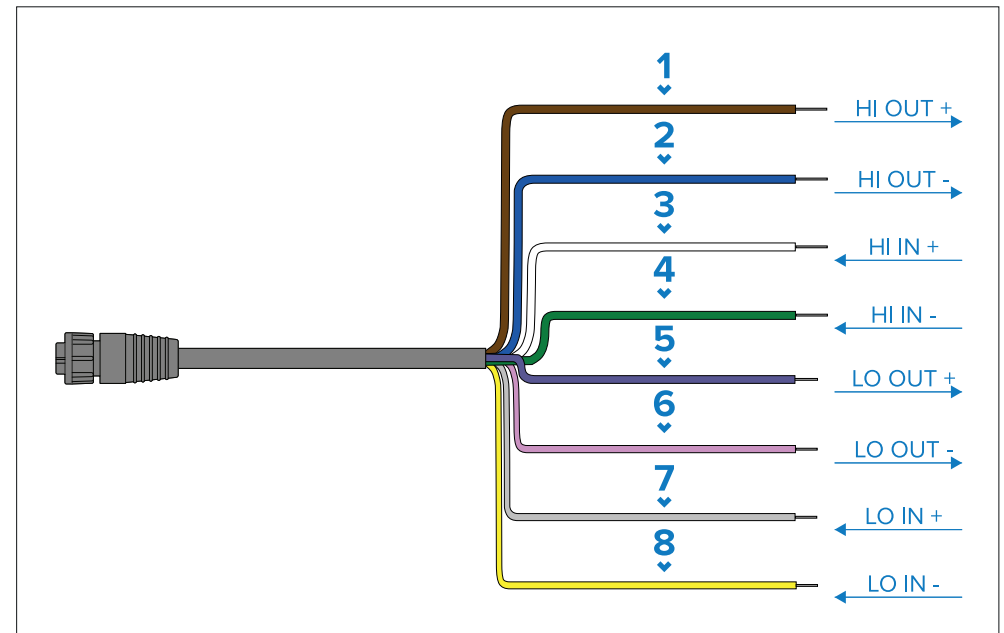 1
HI OUT +
2
HI OUT -
3
HI IN +
4
HI IN -
5
LO OUT +
6
LO OUT -
7
LO IN +
8
LO IN -